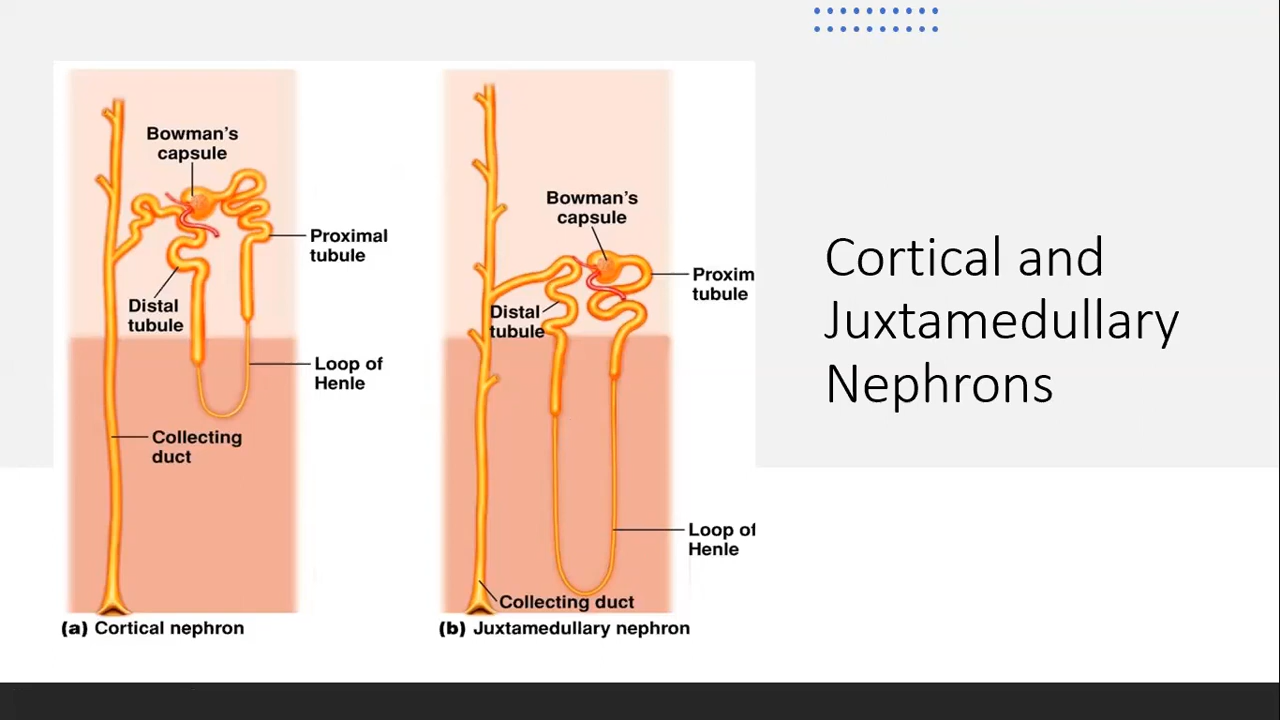 Bowman's
capsule
Proximal
tubule
Distal
tubule
Loop of
Henle
Collecting
duct
(a) Cortical nephron
Bowman's
capsule
Proxim
tubule
Distal
tubule
Loop of
Henle
Collecting duct
(b) Juxtamedullary nephron
Cortical and
Juxtamedullary
Nephrons